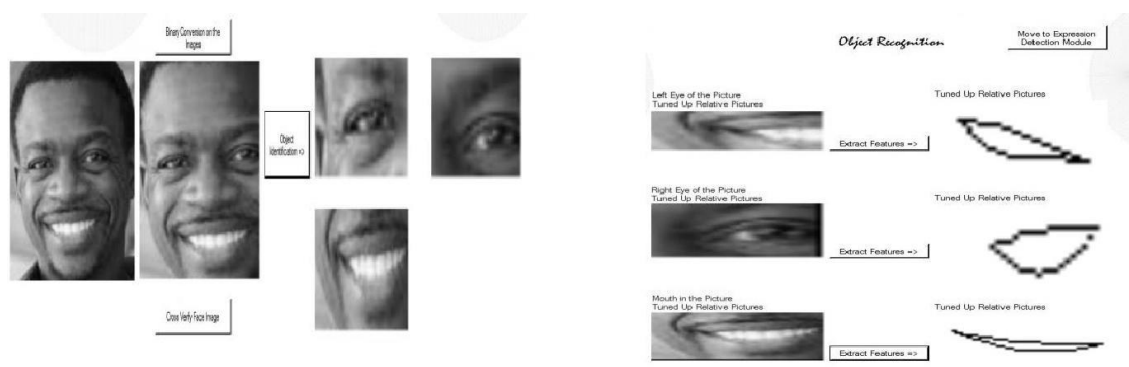 Binary Conversion on the
Images
Object
Identification =>
Close Verify Face Image
Object Recognition
Move to Expression
Detection Module
Left Eye of the Picture
Tuned Up Relative Pictures
Tuned Up Relative Pictures
Extract Features =>
Right Eye of the Picture
Tuned Up Relative Pictures
Tuned Up Relative Pictures
Extract Features =>
Mouth in the Picture
Tuned Up Relative Pictures
Tuned Up Relative Pictures
Extract Features =>